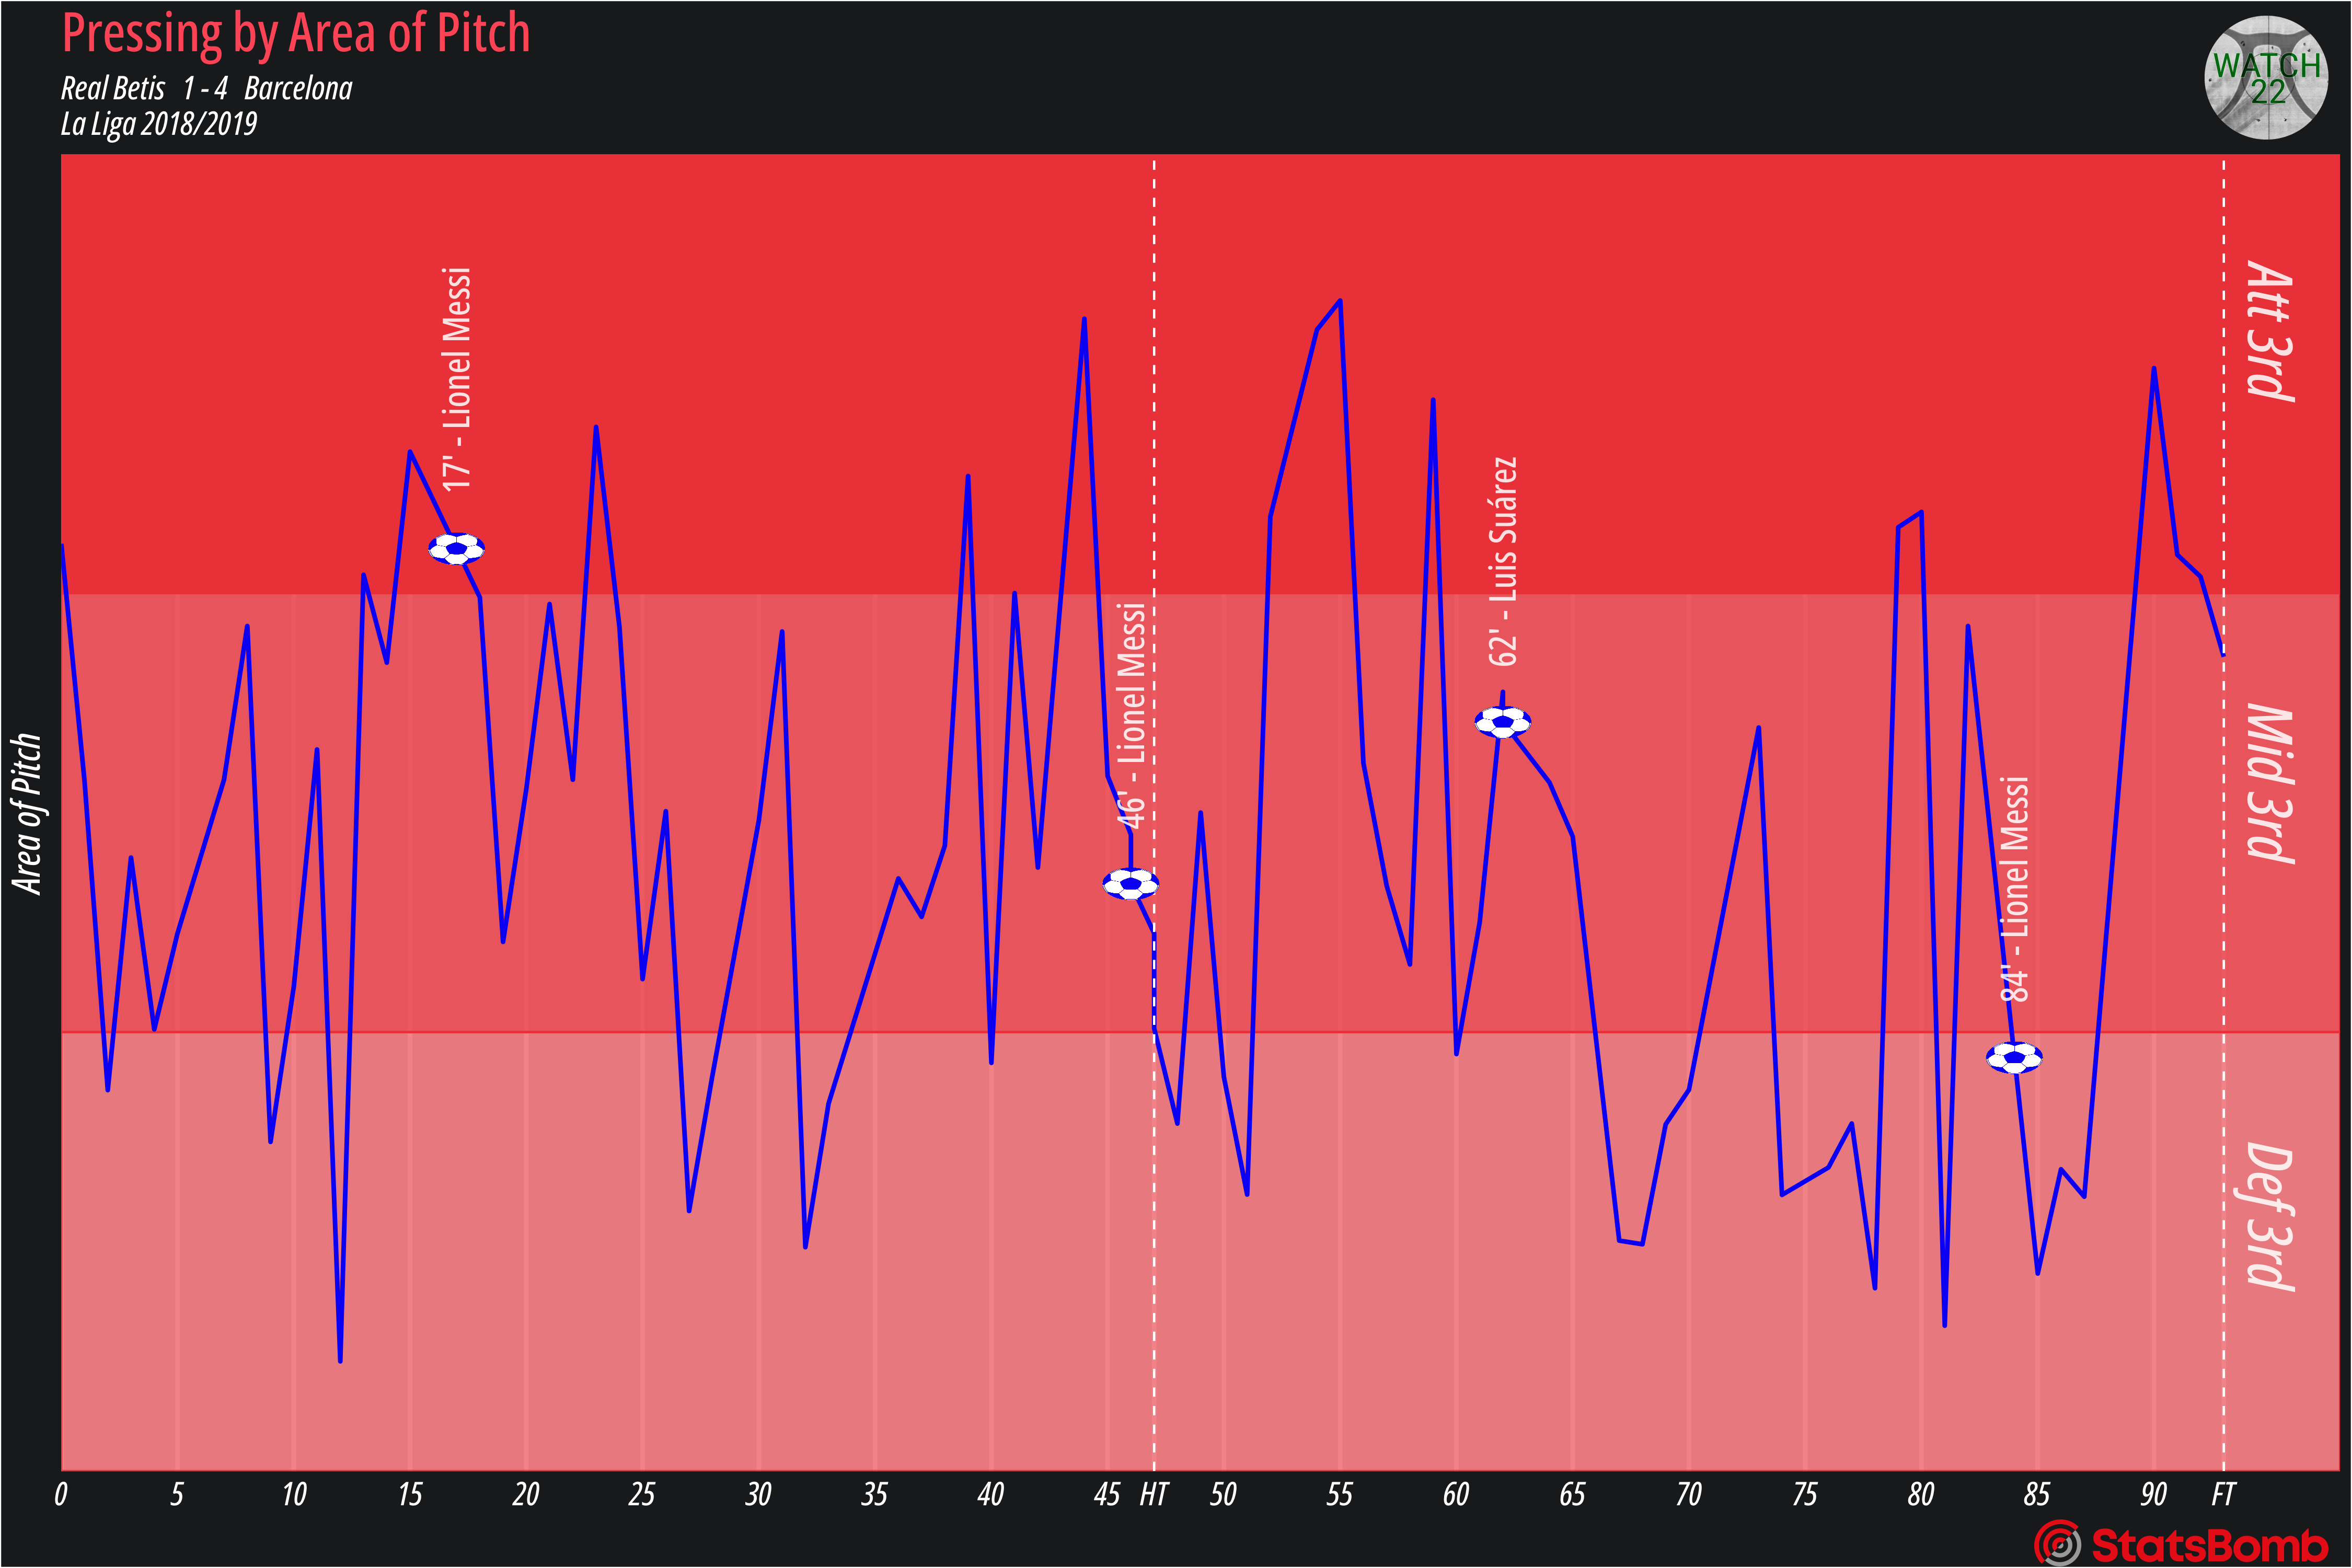 Pressing by Area of Pitch
Real Betis 1 - 4 Barcelona
La Liga 2018/2019
WATCH
22
Area of Pitch
17' - Lionel Messi
46' - Lionel Messi
62' - Luis Suárez
84' - Lionel Messi
Att 3rd
Mid 3rd
Def 3rd
0 5 10 15 20 25 30 35 40 45 HT 50 55 60 65 70 75 80 85 90 FT
StatsBomb